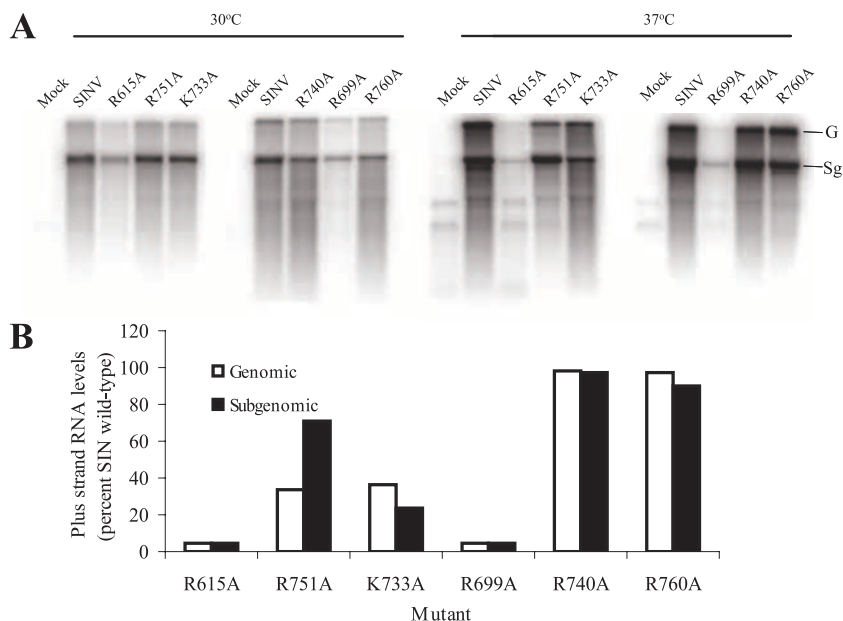 A
30°C
37°C
Mock SINV R615A R751A K733A Mock SINV R740A R699A R760A Mock SINV R615A R751A K733A Mock SINV R699A R740A R760A
G
Sg
B
Plus strand RNA levels
(percent SIN wild-type)
120
100
80
60
40
20
0
Genomic
Subgenomic
R615A R751A K733A R699A R740A R760A
Mutant